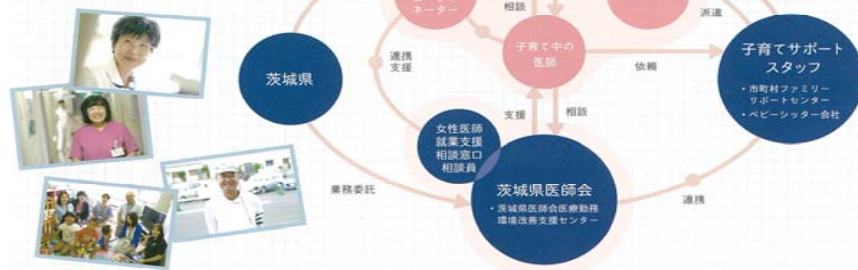 ネーター
相談
派遣
子育て中の
医師
連携
支援
依頼
茨城県
子育てサポート
スタッフ
・市町村ファミリー
サポートセンター
・ベビーシッター会社
支援
相談
女性医師
就業支援
相談窓口
相談員
業務委託
茨城県医師会
・茨城県医師会医療勤務
環境改善支援センター
連携